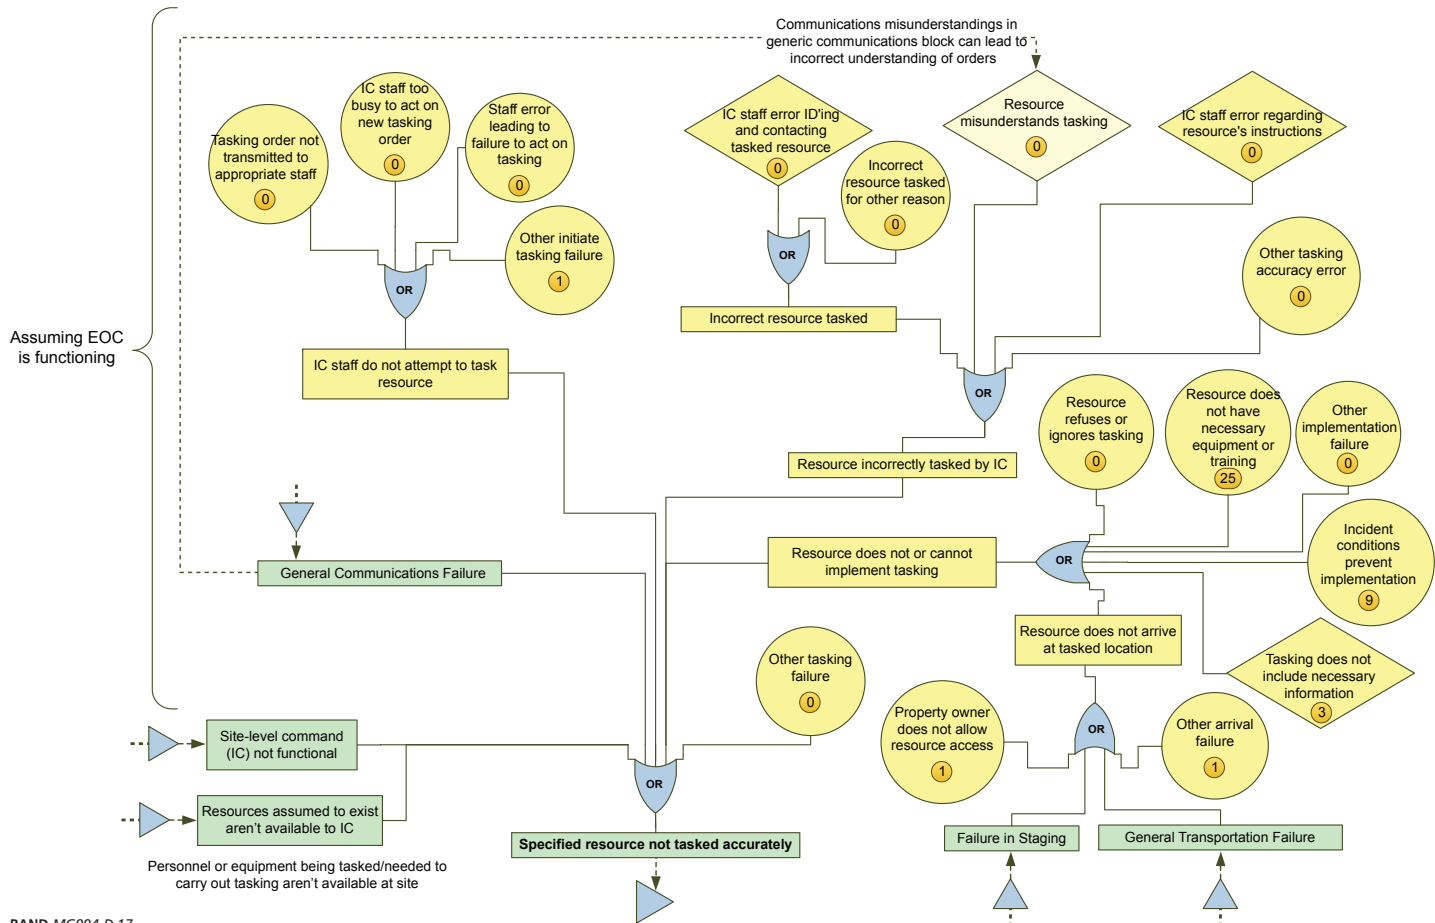 Communications misunderstandings in
generic communications block can lead to
incorrect understanding of orders
Tasking order not
transmitted to
appropriate staff
0
IC staff too
busy to act on
new tasking
order
0
Staff error
leading to
failure to act on
tasking
0
Other initiate
tasking failure
1
OR
IC staff do not attempt to task
resource
IC staff error ID'ing
and contacting
tasked resource
0
Incorrect
resource tasked
for other reason
0
OR
Incorrect resource tasked
Resource
misunderstands tasking
0
IC staff error regarding
resource's instructions
0
Other tasking
accuracy error
0
OR
Resource incorrectly tasked by IC
Assuming EOC
is functioning
General Communications Failure
Resource
refuses or
ignores tasking
0
Resource does
not have
necessary
equipment or
training
25
Other
implementation
failure
0
Incident
conditions
prevent
implementation
9
Tasking does not
include necessary
information
3
OR
Resource does not or cannot
implement tasking
Resource does not arrive
at tasked location
Property owner
does not allow
resource access
1
OR
Other arrival
failure
1
Failure in Staging
General Transportation Failure
Other tasking
failure
0
Site-level command
(IC) not functional
Resources assumed to exist
aren't available to IC
Personnel or equipment being tasked/needed to
carry out tasking aren't available at site
OR
Specified resource not tasked accurately
RAND MG994-D.17